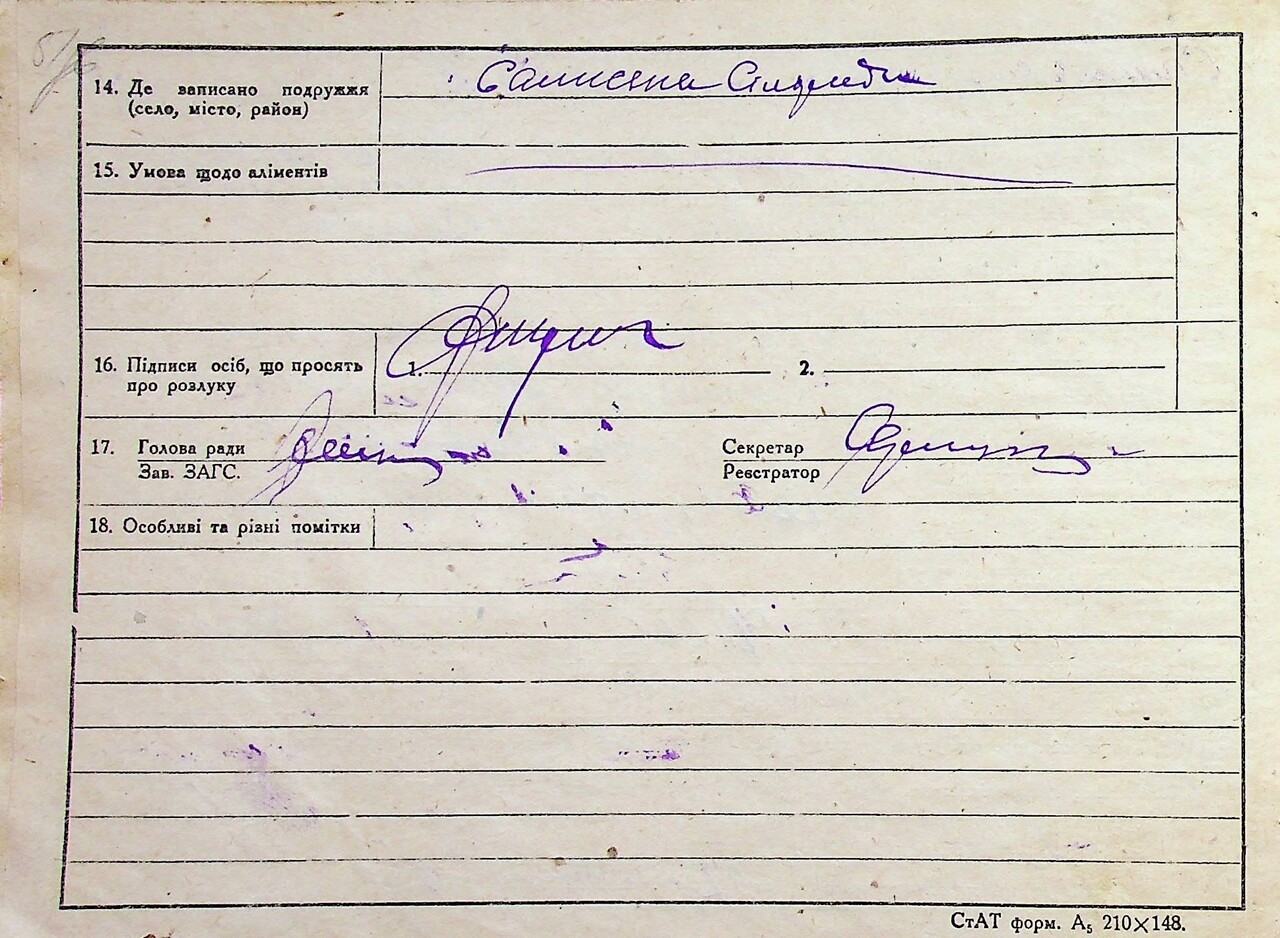 14. Де записано подружжя
(село, місто, район)
15. Умова щодо аліментів
16. Підписи осіб, що просять
про розлуку
1.
2.
17. Голова ради
Зав. ЗАГС.
Секретар
Реєстратор
18. Особливі та різні помітки
СтАТ форм. А5 210×148.